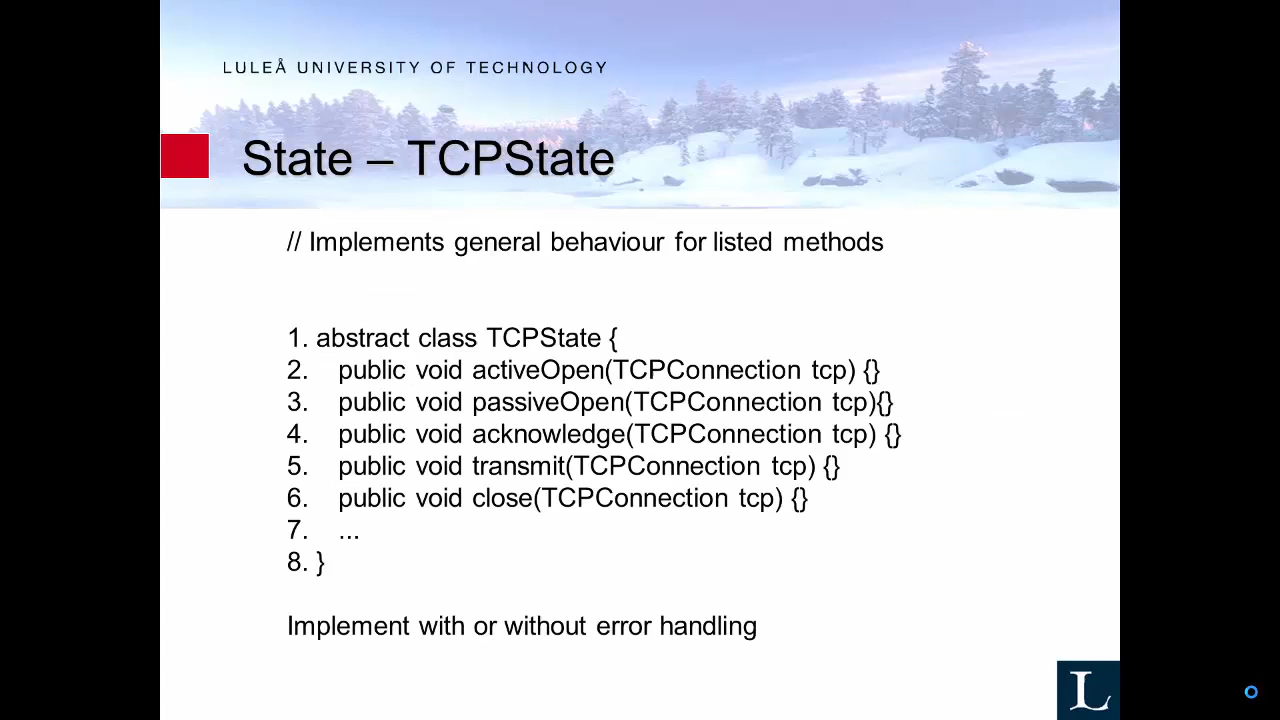 LULEÅ UNIVERSITY OF TECHNOLOGY
State – TCPState
// Implements general behaviour for listed methods
1. abstract class TCPState {
2. public void activeOpen(TCPConnection tcp) {}
3. public void passiveOpen(TCPConnection tcp){}
4. public void acknowledge(TCPConnection tcp) {}
5. public void transmit(TCPConnection tcp) {}
6. public void close(TCPConnection tcp) {}
7. ...
8. }
Implement with or without error handling
L